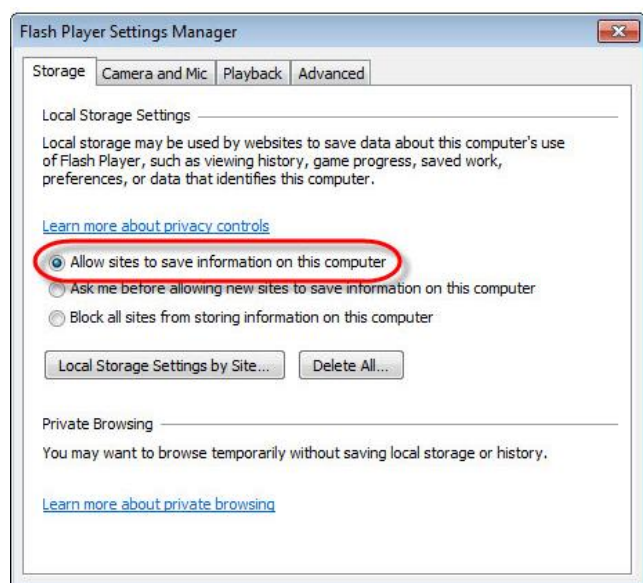 Flash Player Settings Manager
Storage Camera and Mic Playback Advanced
Local Storage Settings
Local storage may be used by websites to save data about this computer's use
of Flash Player, such as viewing history, game progress, saved work,
preferences, or data that identifies this computer.
Learn more about privacy controls
Allow sites to save information on this computer
Ask me before allowing new sites to save information on this computer
Block all sites from storing information on this computer
Local Storage Settings by Site... Delete All...
Private Browsing
You may want to browse temporarily without saving local storage or history.
Learn more about private browsing